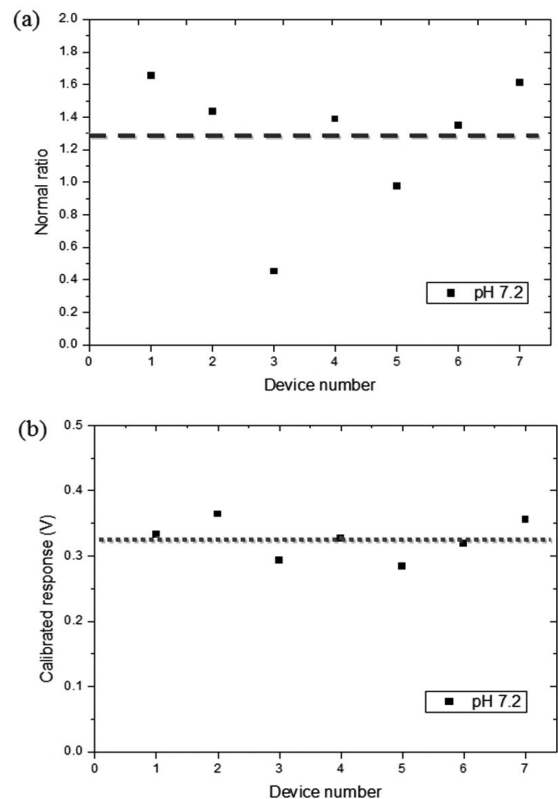 (a)
2.0
1.8
1.6
1.4
1.2
1.0
0.8
0.6
0.4
0.2
0.0
Normal ratio
pH 7.2
0 1 2 3 4 5 6 7
Device number
(b)
0.5
0.4
0.3
0.2
0.1
0.0
Calibrated response (V)
pH 7.2
0 1 2 3 4 5 6 7
Device number